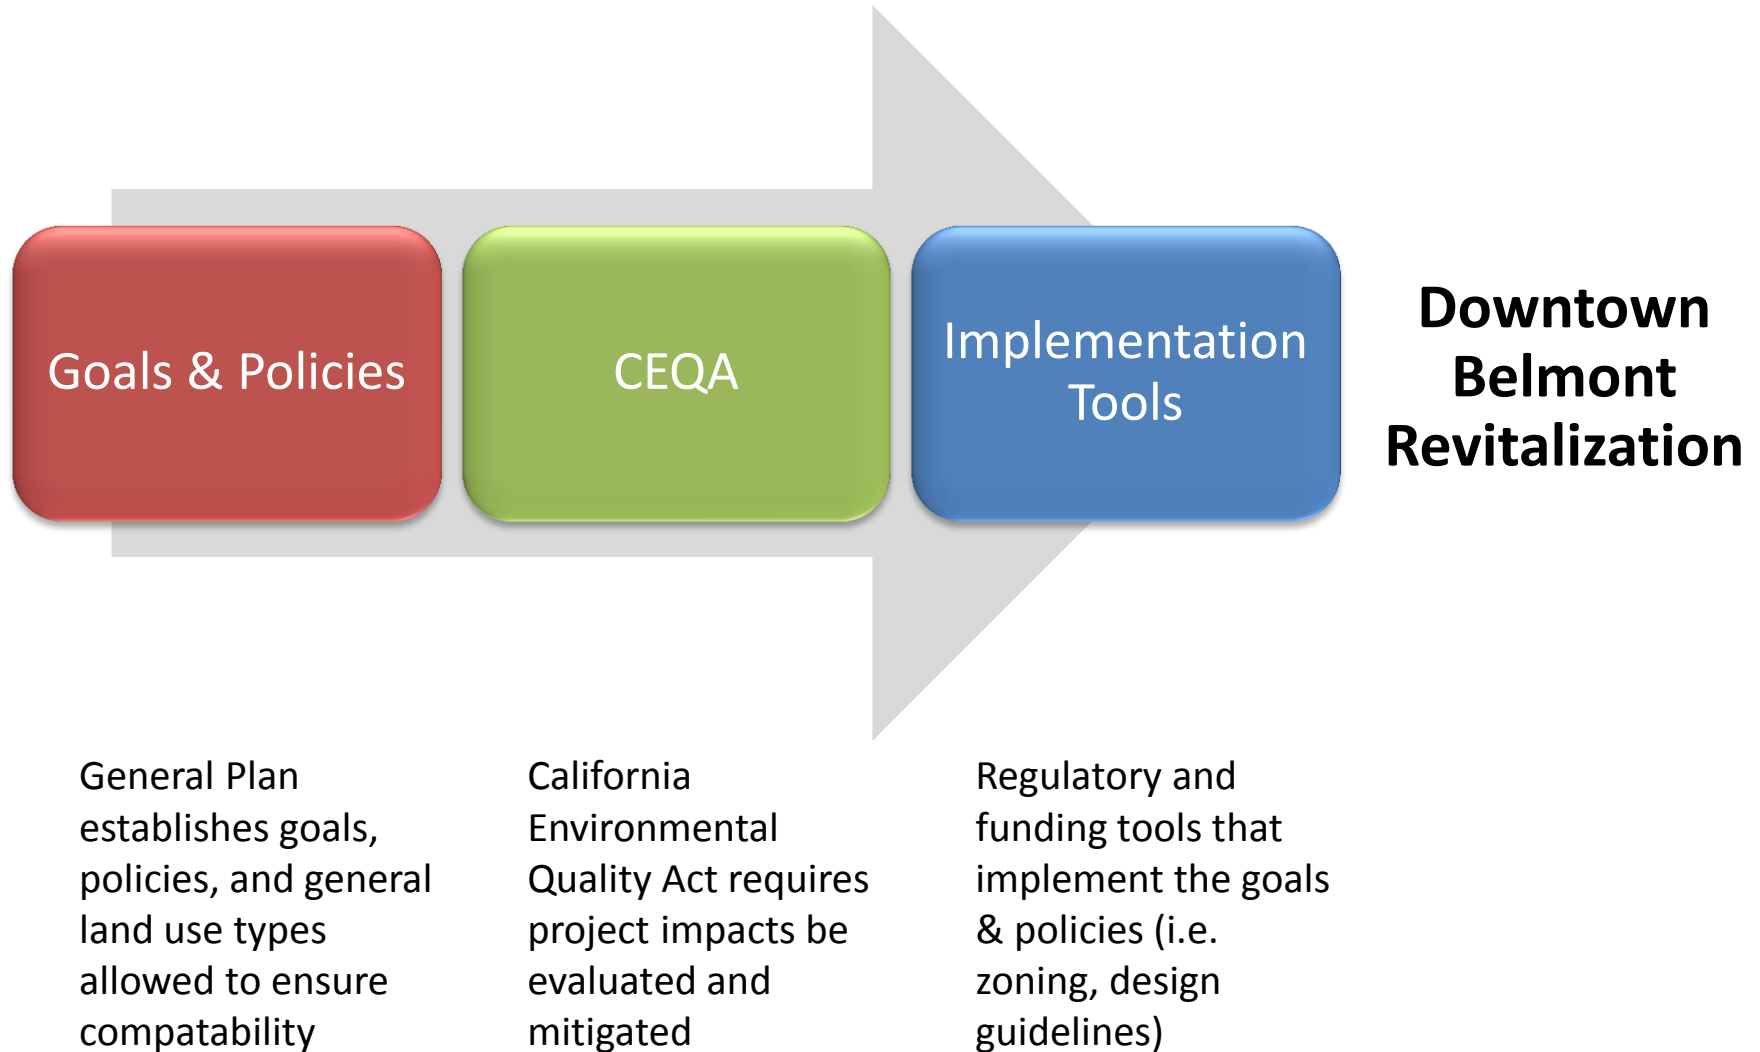 Goals & Policies
CEQA
Implementation
Tools
Downtown
Belmont
Revitalization
General Plan
establishes goals,
policies, and general
land use types
allowed to ensure
compatability
California
Environmental
Quality Act requires
project impacts be
evaluated and
mitigated
Regulatory and
funding tools that
implement the goals
& policies (i.e.
zoning, design
guidelines)